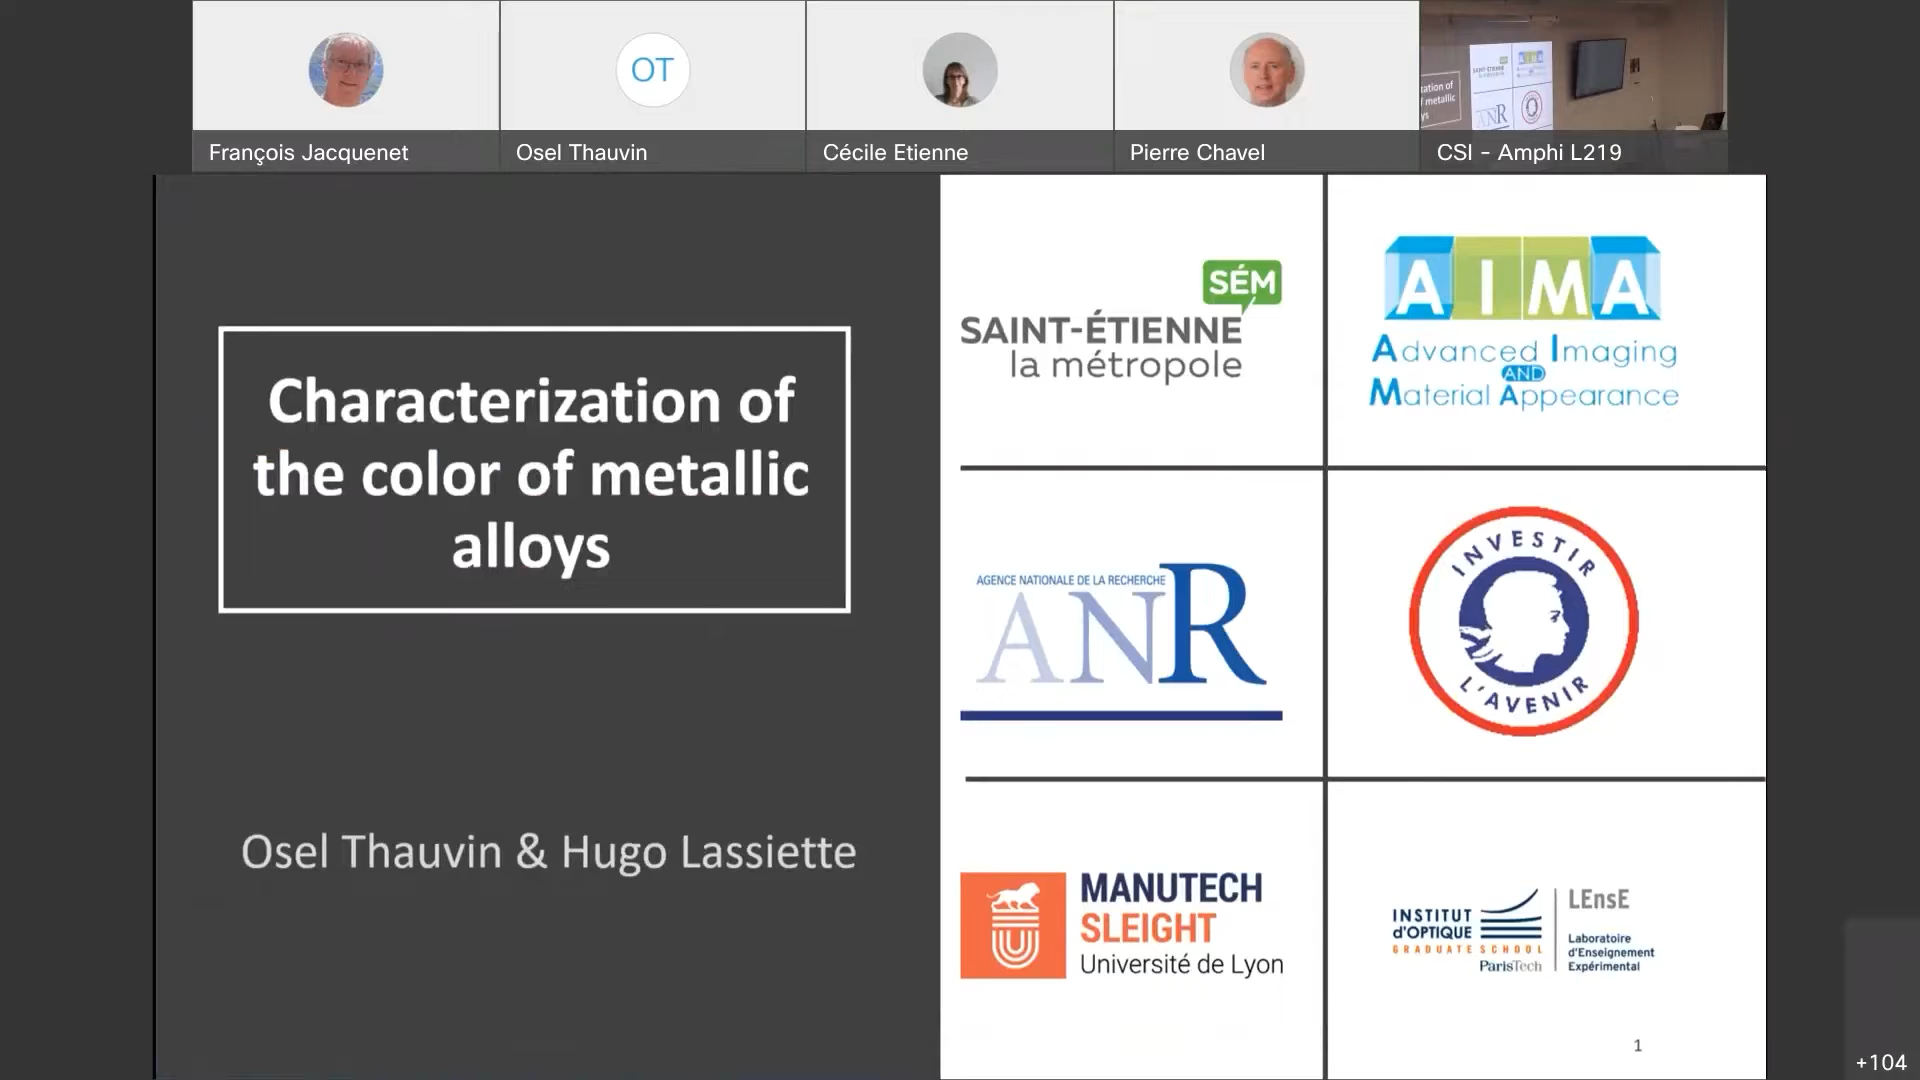 OT
François Jacquenet
Osel Thauvin
Cécile Etienne
Pierre Chavel
CSI - Amphi L219
Characterization of
the color of metallic
alloys
Osel Thauvin & Hugo Lassiette
SÉM
SAINT-ÉTIENNE
la métropole
AIMA
Advanced Imaging
AND
Material Appearance
AGENCE NATIONALE DE LA RECHERCHE
ANR
INVESTIR
L'AVENIR
MANUTECH
SLEIGHT
Université de Lyon
INSTITUT
d'OPTIQUE
GRADUATE SCHOOL
ParisTech
LEnsE
Laboratoire
d'Enseignement
Expérimental
1
+104